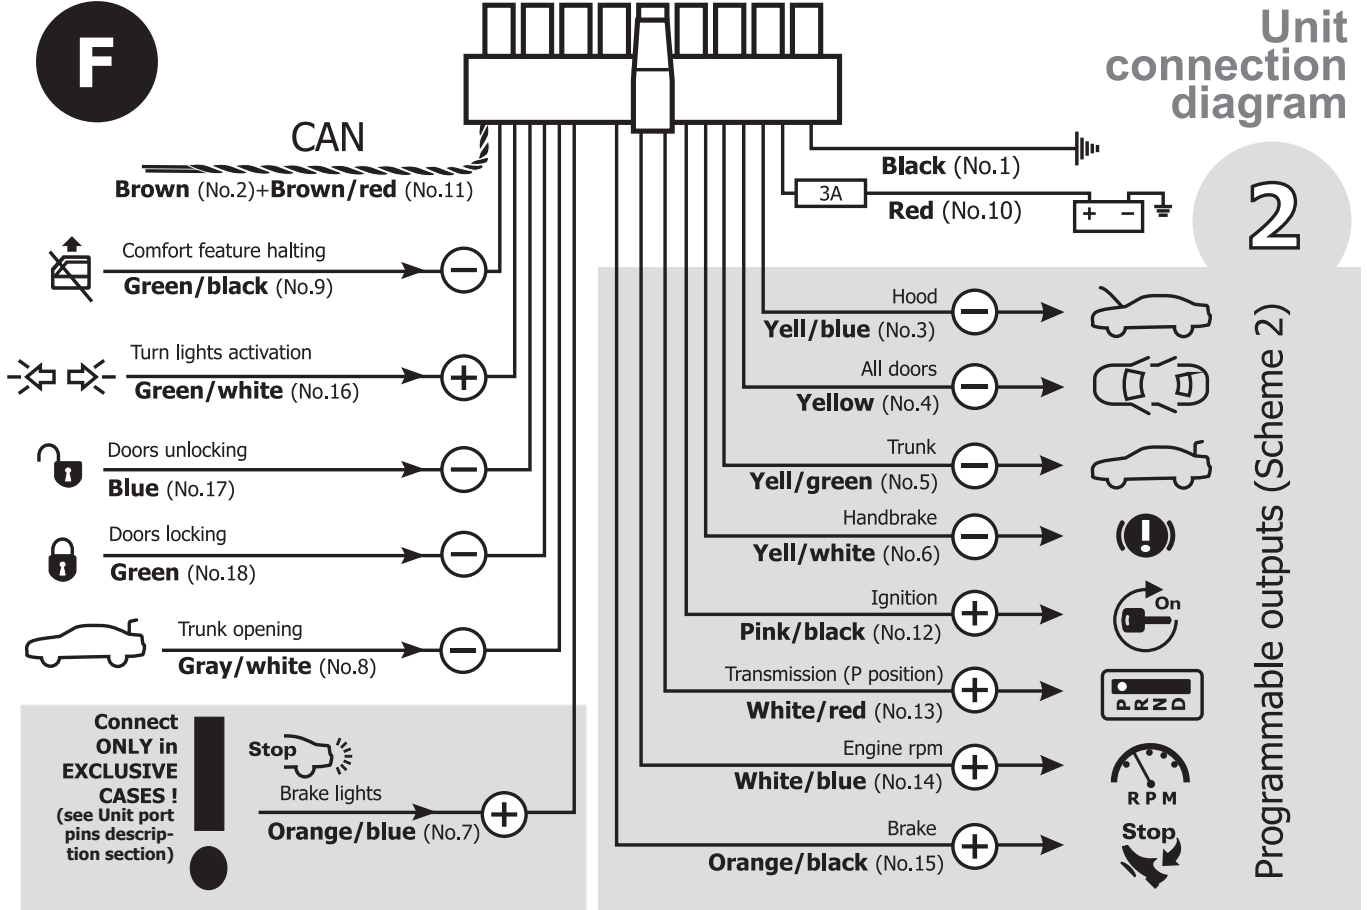 F
Unit
connection
diagram
CAN
Brown (No.2)+Brown/red (No.11)
Black (No.1)
3A
Red (No.10)
+ −
2
Comfort feature halting
−
Green/black (No.9)
Turn lights activation
+
Green/white (No.16)
Doors unlocking
−
Blue (No.17)
Doors locking
−
Green (No.18)
Trunk opening
−
Gray/white (No.8)
Connect
ONLY in
EXCLUSIVE
CASES !
(see Unit port
pins descrip-
tion section)
!
Stop
Brake lights
+
Orange/blue (No.7)
Hood
−
Yell/blue (No.3)
All doors
−
Yellow (No.4)
Trunk
−
Yell/green (No.5)
Handbrake
−
Yell/white (No.6)
!
Ignition
+
Pink/black (No.12)
On
Transmission (P position)
+
White/red (No.13)
PRND
Engine rpm
+
White/blue (No.14)
RPM
Brake
+
Orange/black (No.15)
Stop
Programmable outputs (Scheme 2)